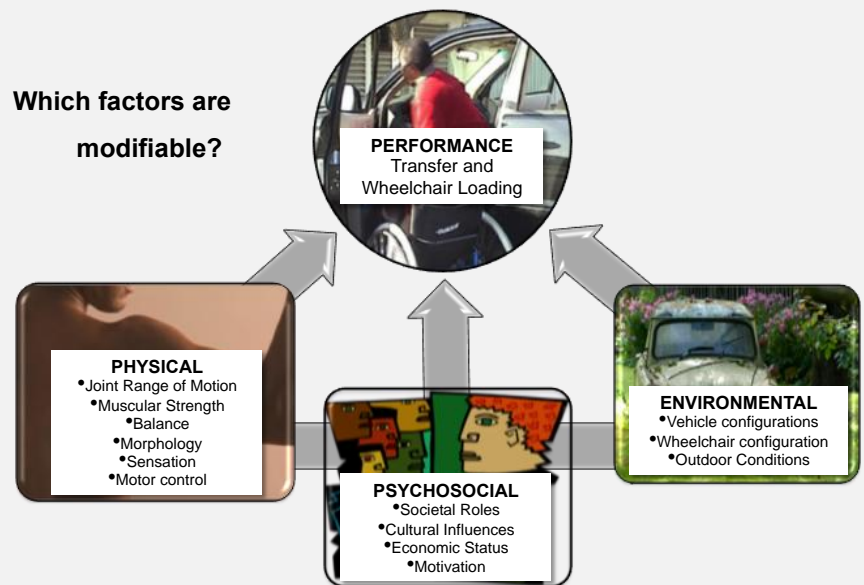 Which factors are
modifiable?
PERFORMANCE
Transfer and
Wheelchair Loading
PHYSICAL
•Joint Range of Motion
•Muscular Strength
•Balance
•Morphology
•Sensation
•Motor control
PSYCHOSOCIAL
•Societal Roles
•Cultural Influences
•Economic Status
•Motivation
ENVIRONMENTAL
•Vehicle configurations
•Wheelchair configuration
•Outdoor Conditions